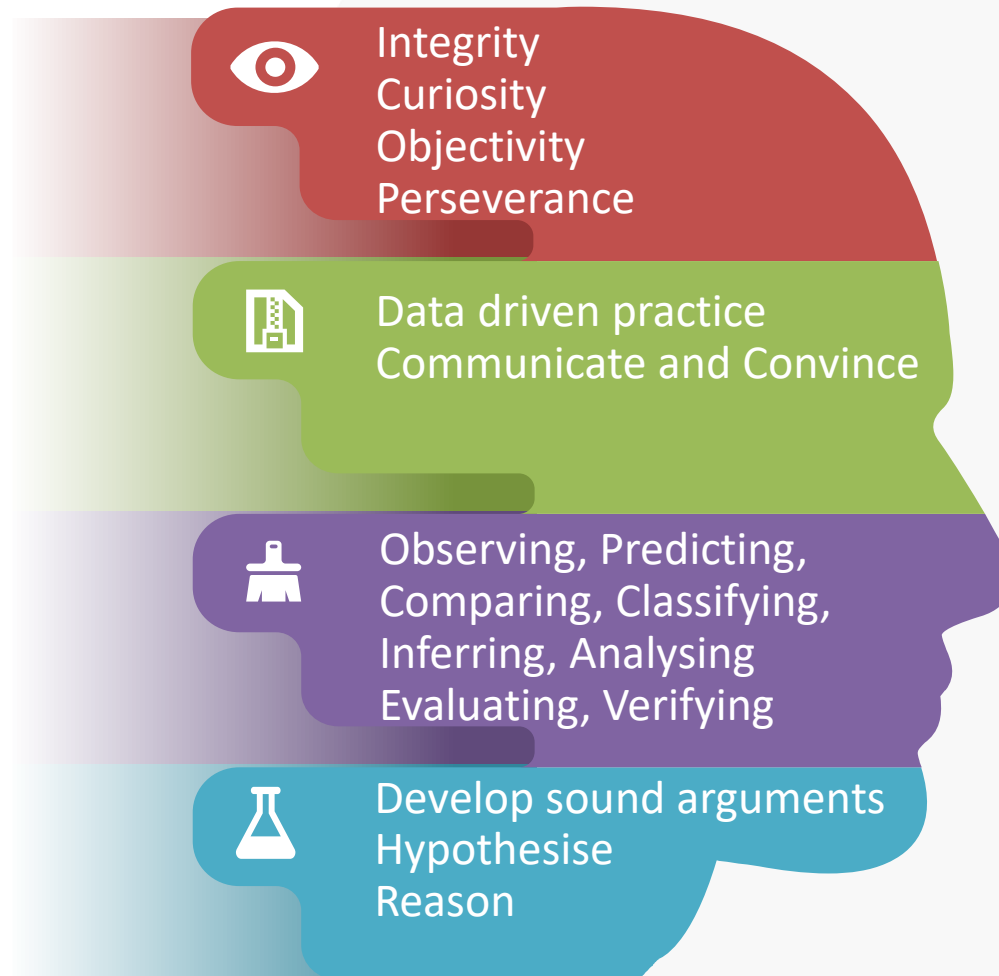 Integrity
Curiosity
Objectivity
Perseverance
Data driven practice
Communicate and Convince
Observing, Predicting,
Comparing, Classifying,
Inferring, Analysing
Evaluating, Verifying
Develop sound arguments
Hypothesise
Reason